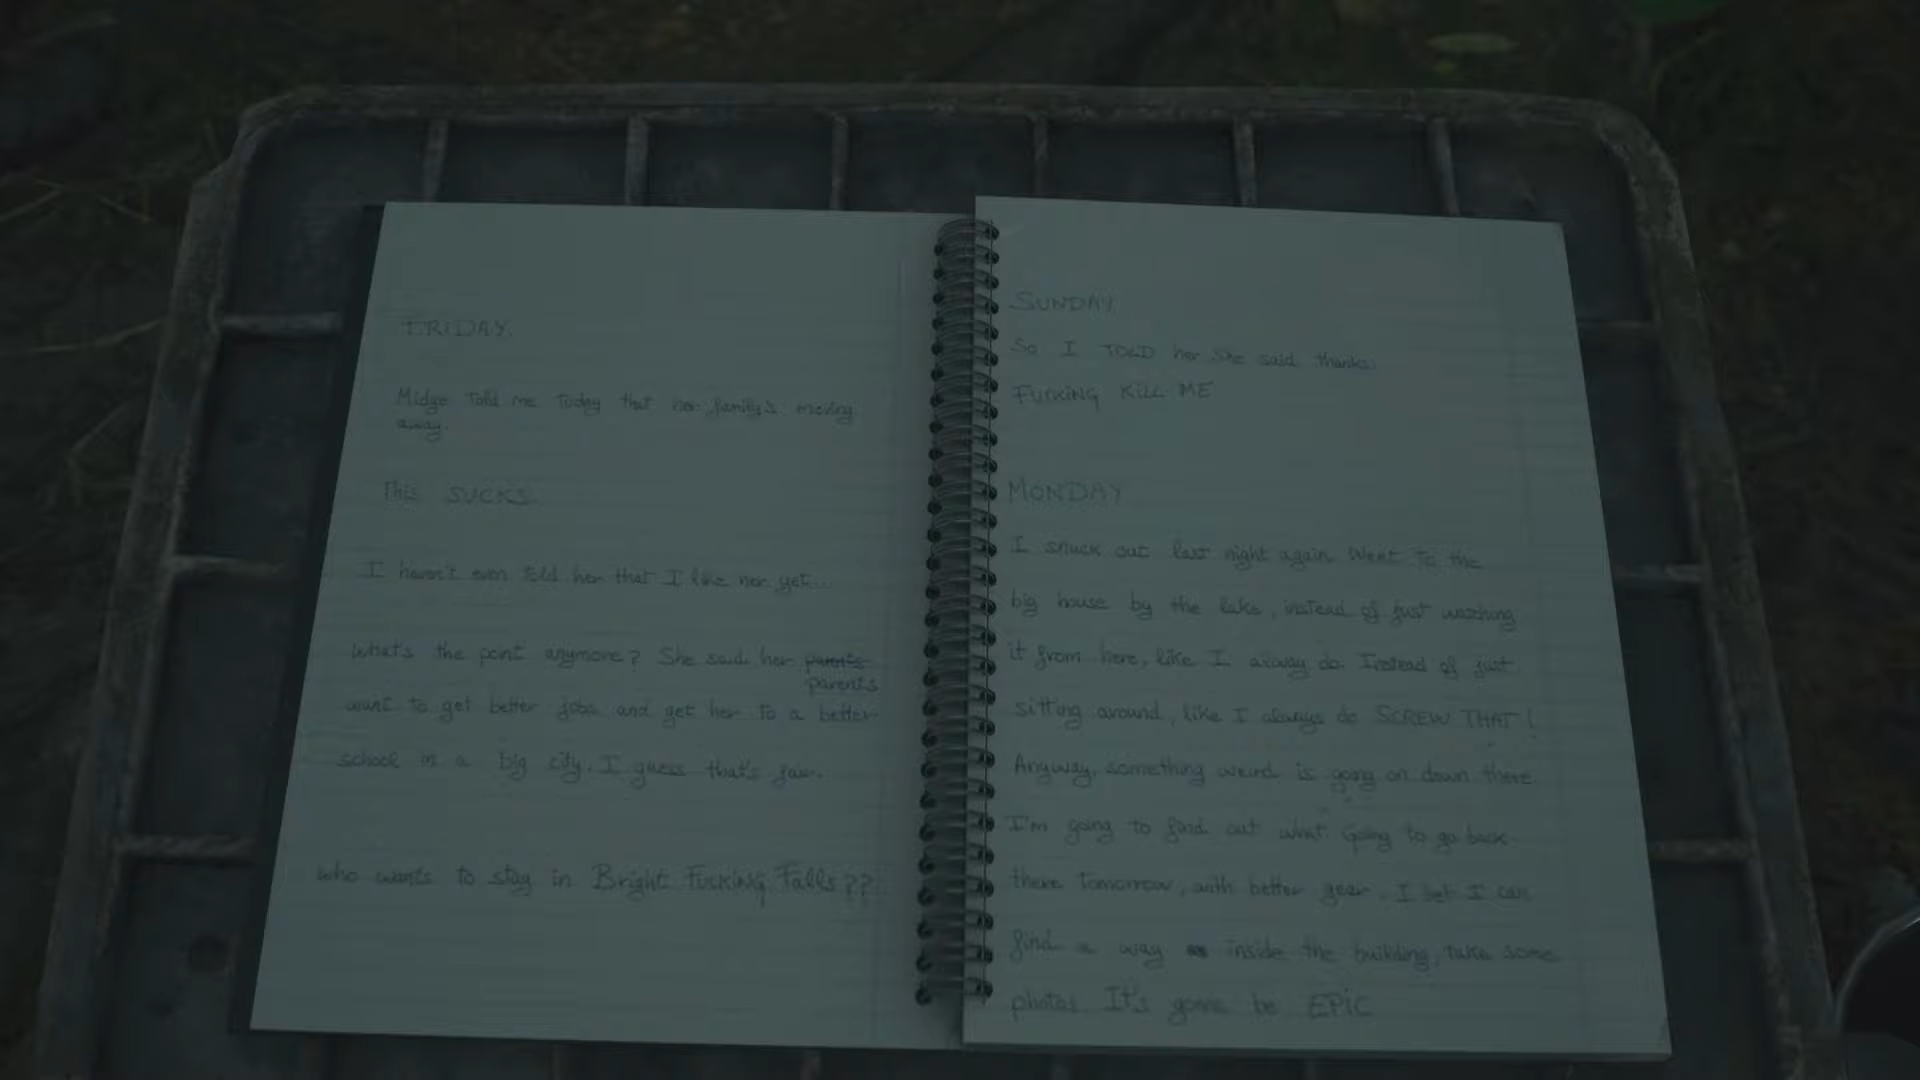 FRIDAY.
Midge told me today that her family's moving
away.
This SUCKS.
I haven't even told her that I like her yet...
what's the point anymore? She said her parents
parents
want to get better jobs and get her to a better
school in a big city. I guess that's fair.
who wants to stay in Bright FUCKING Falls??
SUNDAY
So I TOLD her She said thanks.
FUCKING KILL ME
MONDAY
I snuck out last night again Went to the
big house by the lake, instead of just watching
it from here, like I always do. Instead of just
sitting around, like I always do SCREW THAT!
Anyway, something weird is going on down there
I'm going to find out what. Going to go back
there tomorrow, with better gear. I bet I can
find a way inside the building, take some
photos It's gonna be EPIC